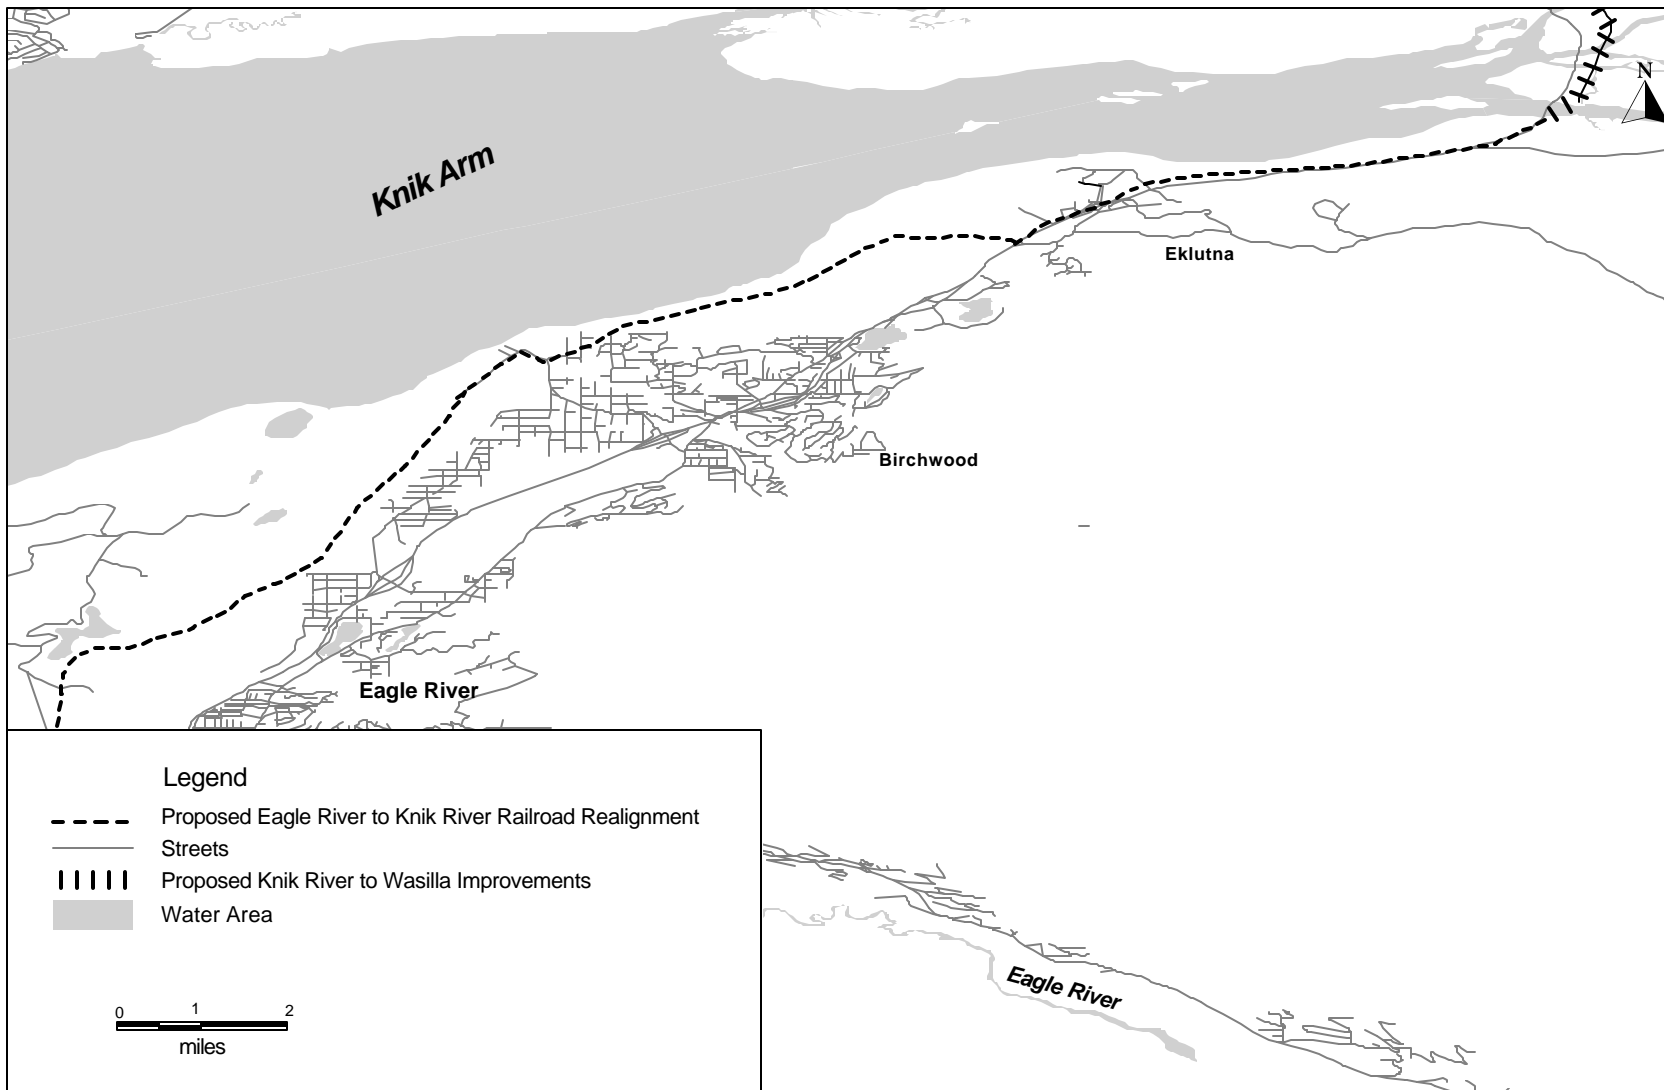 N
Knik Arm
Eklutna
Birchwood
Eagle River
Legend
Proposed Eagle River to Knik River Railroad Realignment
Streets
Proposed Knik River to Wasilla Improvements
Water Area
0 1 2
miles
Eagle River